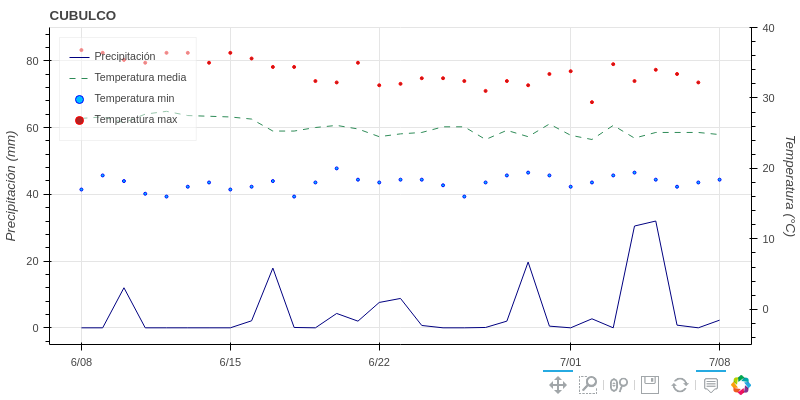 CUBULCO
Precipitación
Temperatura media
Temperatura min
Temperatura max
Precipitación (mm)
80
60
40
20
0
Temperatura (°C)
40
30
20
10
0
6/08
6/15
6/22
7/01
7/08